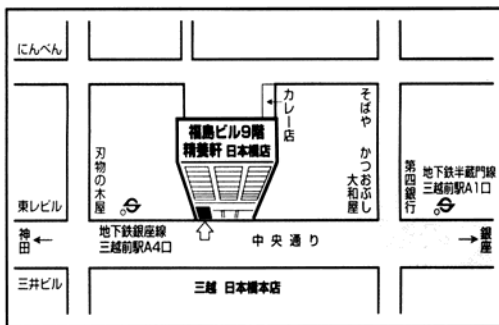 にんべん
カレー店
そばや かつおぶし
大和屋
福島ビル9階
精養軒 日本橋店
刃物の木屋
第四銀行
地下鉄半蔵門線
三越前駅A1口
東レビル
神田
地下鉄銀座線
三越前駅A4口
中央通り
銀座
三井ビル
三越 日本橋本店